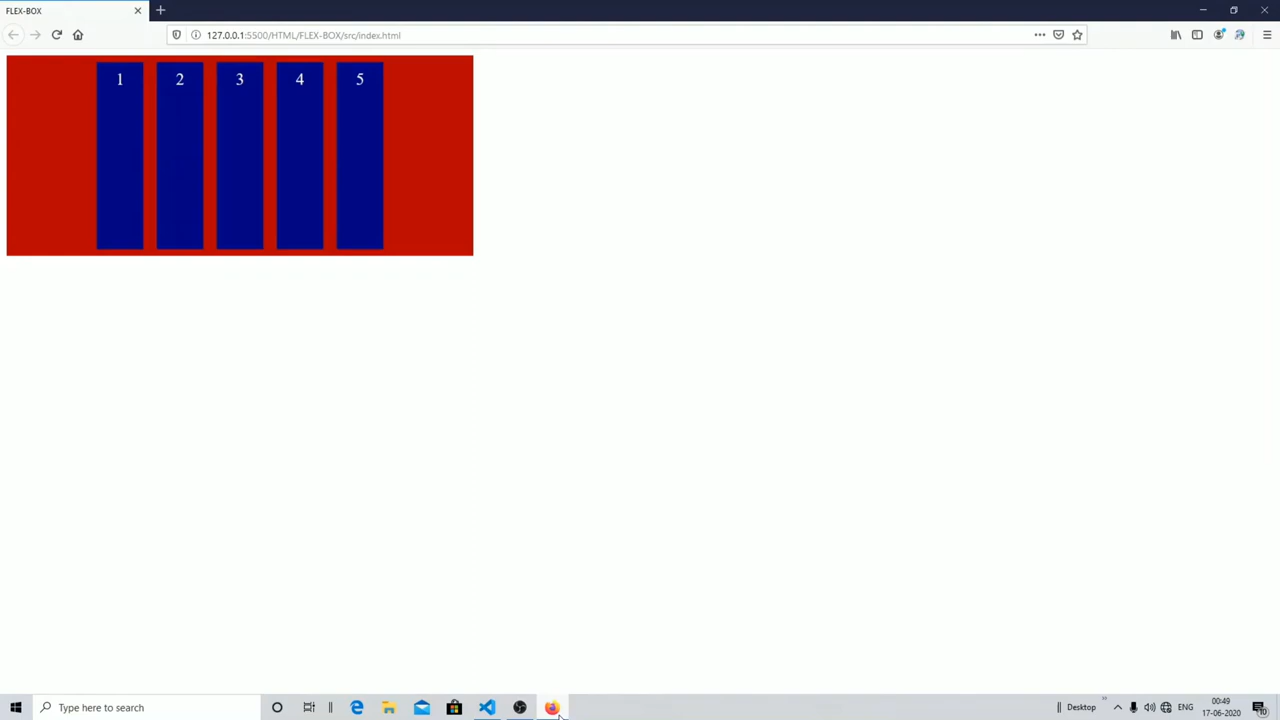 FLEX-BOX
127.0.0.1:5500/HTML/FLEX-BOX/src/index.html
1 2 3 4 5
Type here to search
Desktop
ENG
00:49
17-06-2020
10